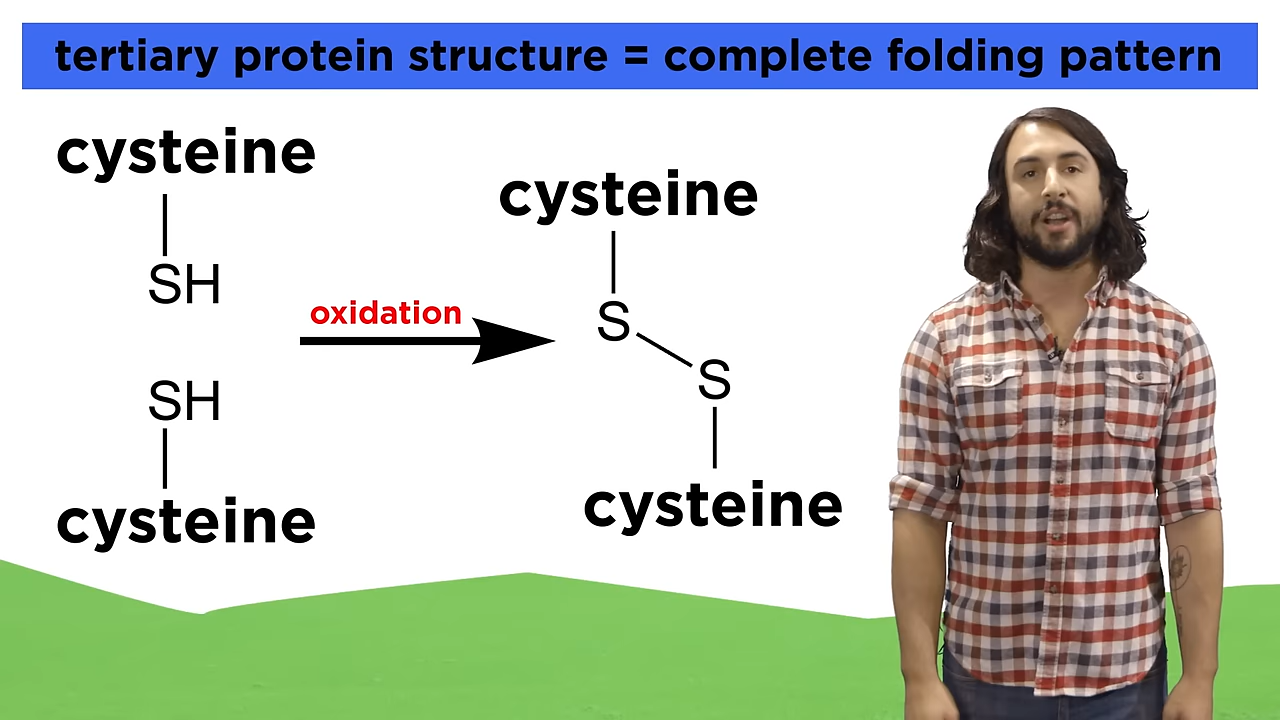 tertiary protein structure = complete folding pattern
cysteine
SH
SH
cysteine
oxidation
cysteine
S
S
cysteine